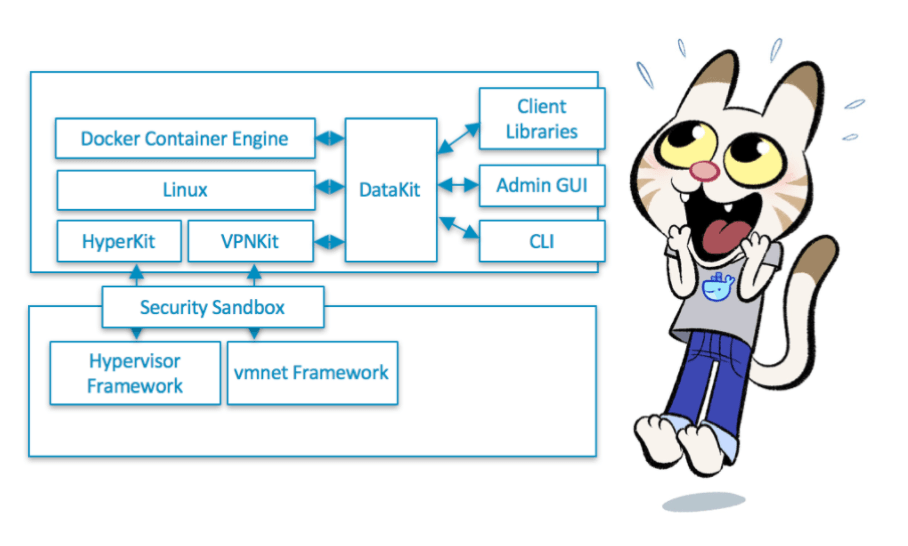 Client
Libraries
Docker Container Engine
Linux
DataKit
Admin GUI
HyperKit
VPNKit
CLI
Security Sandbox
Hypervisor
Framework
vmnet Framework